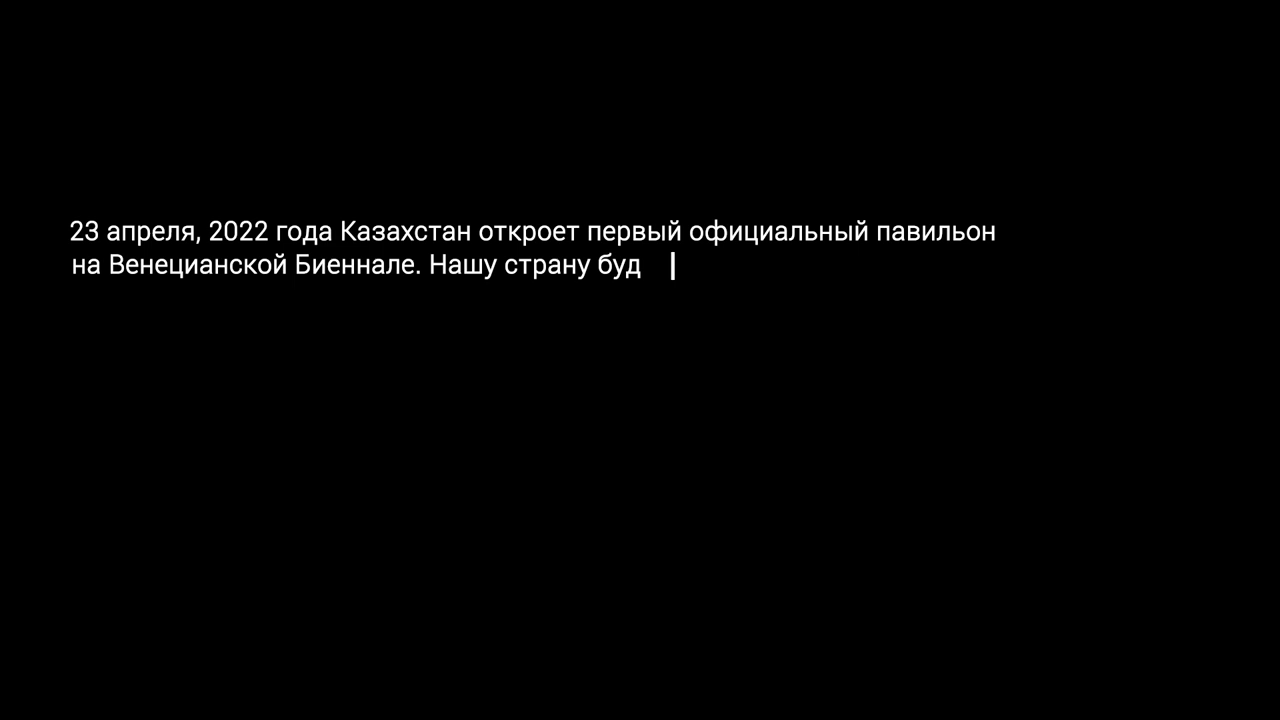 23 апреля, 2022 года Казахстан откроет первый официальный павильон
на Венецианской Биеннале. Нашу страну буд